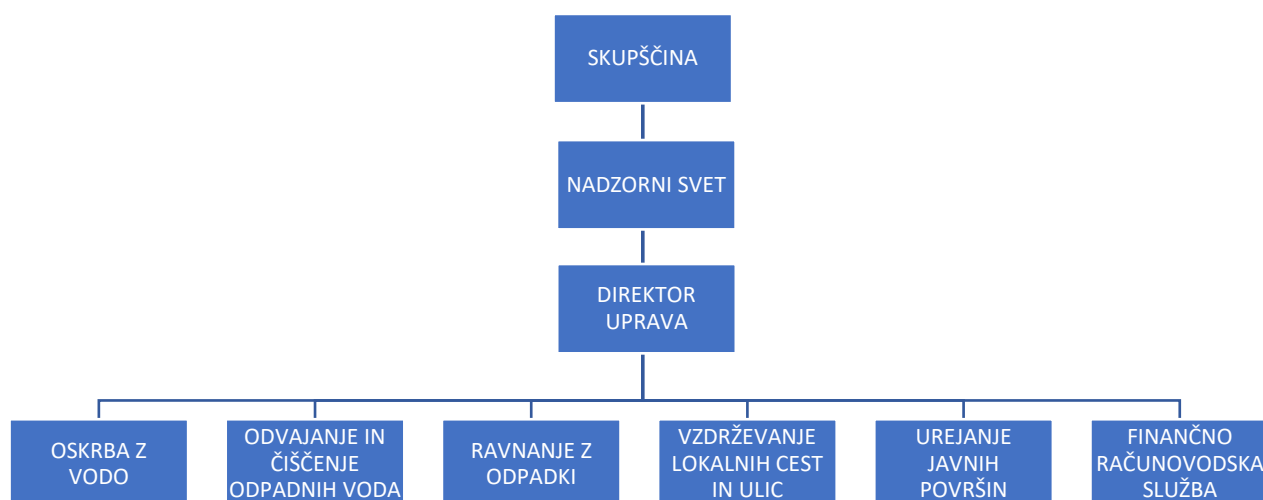 SKUPŠČINA
NADZORNI SVET
DIREKTOR
UPRAVA
OSKRBA Z
VODO
ODVAJANJE IN
ČIŠČENJE
ODPADNIH VODA
RAVNANJE Z
ODPADKI
VZDRŽEVANJE
LOKALNIH CEST
IN ULIC
UREJANJE
JAVNIH
POVRŠIN
FINANČNO
RAČUNOVODSKA
SLUŽBA